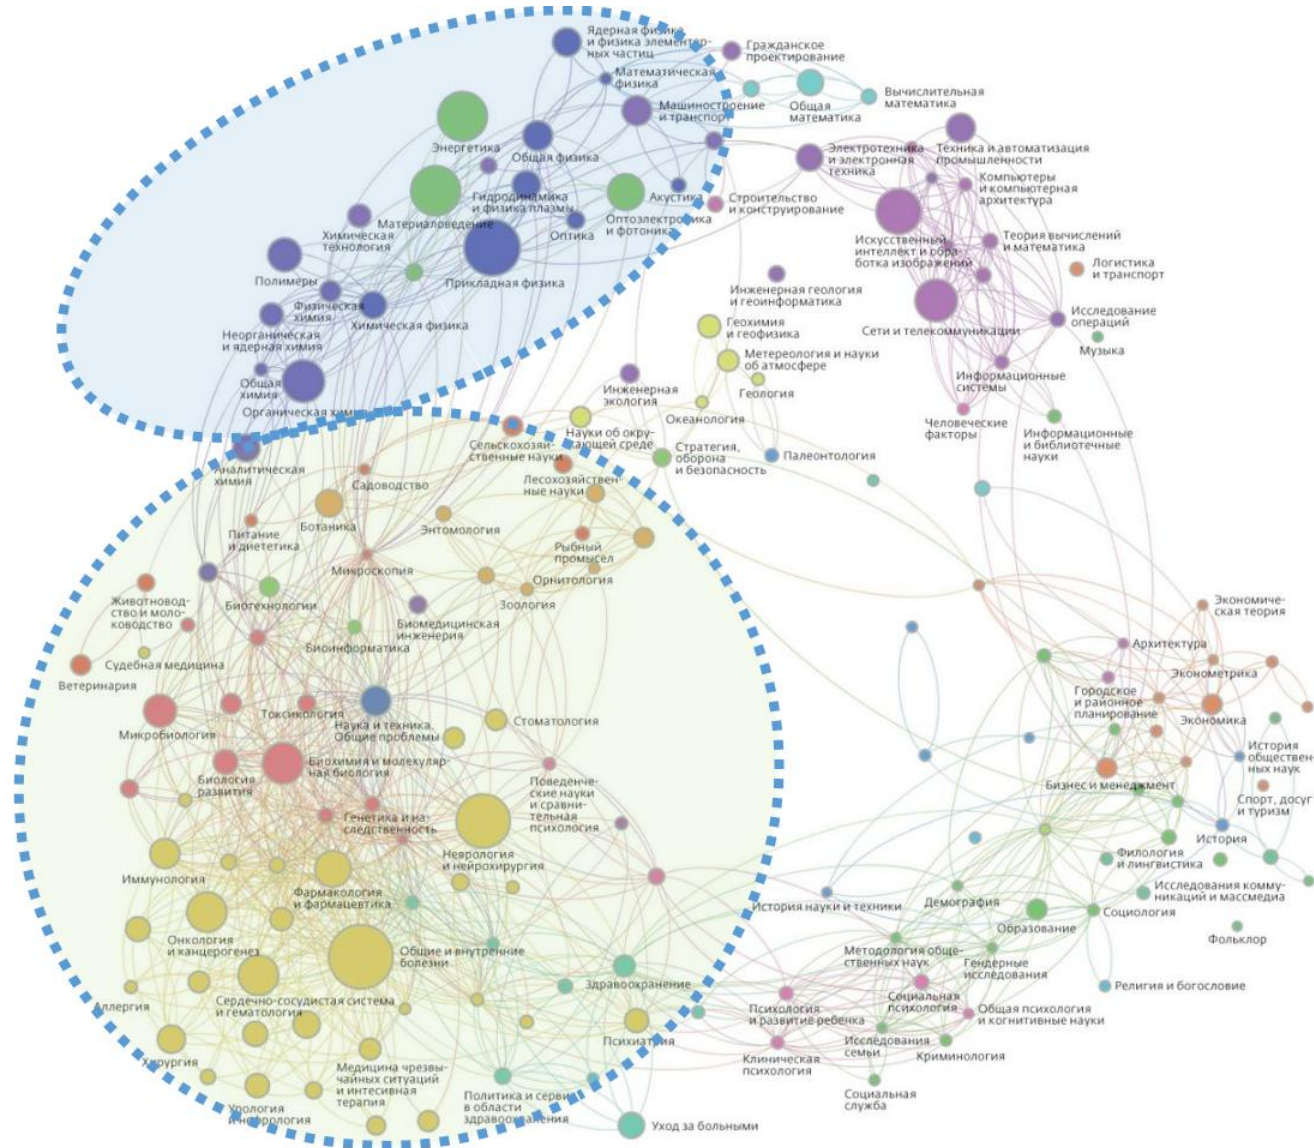 Ядерная физика
и физика элементар-
ных частиц
Математическая
физика
Гражданское
проектирование
Машиностроение
и транспорт
Общая
математика
Вычислительная
математика
Энергетика
Общая физика
Электротехника
и электронная
техника
Техника и автоматизация
промышленности
Компьютеры
и компьютерная
архитектура
Гидродинамика
и физика плазмы
Акустика
Материаловедение
Оптоэлектроника
и фотоника
Оптика
Строительство
и конструирование
Химическая
технология
Искусственный
интеллект и обра-
ботка изображений
Теория вычислений
и математика
Логистика
и транспорт
Полимеры
Прикладная физика
Инженерная геология
и геоинформатика
Физическая
химия
Химическая физика
Неорганическая
и ядерная химия
Геохимия
и геофизика
Сети и телекоммуникации
Исследование
операций
Музыка
Метереология и науки
об атмосфере
Общая
химия
Инженерная
экология
Геология
Информационные
системы
Органическая химия
Океанология
Человеческие
факторы
Информационные
и библиотечные
науки
Науки об окру-
жающей среде
Сельскохозяй-
ственные науки
Стратегия,
оборона
и безопасность
Палеонтология
Аналитическая
химия
Садоводство
Лесохозяйствен-
ные науки
Питание
и диететика
Ботаника
Энтомология
Рыбный
промысел
Микроскопия
Орнитология
Зоология
Животновод-
ство и моло-
ководство
Биотехнологии
Биомедицинская
инженерия
Экономиче-
ская теория
Биоинформатика
Архитектура
Судебная медицина
Эконометрика
Ветеринария
Городское
и районное
планирование
Экономика
Токсикология
Микробиология
Наука и техника.
Общие проблемы
Стоматология
История
обществен-
ных наук
Биохимия и молекуляр-
ная биология
Биология
развития
Поведенче-
ские науки
и сравни-
тельная
психология
Бизнес и менеджмент
Спорт, досуг
и туризм
Генетика и на-
следственность
История
Неврология
и нейрохирургия
Филология
и лингвистика
Иммунология
Фармакология
и фармацевтика
Исследования комму-
никаций и массмедиа
История науки и техники
Демография
Социология
Образование
Фольклор
Онкология
и канцерогенез
Общие и внутренние
болезни
Методология обще-
ственных наук
Гендерные
исследования
Аллергия
Сердечно-сосудистая система
и гематология
Здравоохранение
Социальная
психология
Религия и богословие
Психология
и развитие ребенка
Общая психология
и когнитивные науки
Хирургия
Психиатрия
Исследования
семьи
Криминология
Клиническая
психология
Медицина чрезвы-
чайных ситуаций
и интесивная
терапия
Политика и сервис
в области
здравоохранения
Социальная
служба
Урология
и нефрология
Уход за больными